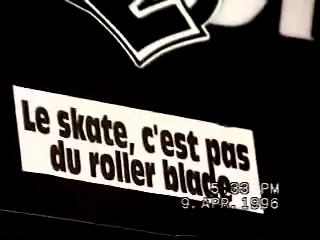 Le skate, c'est pas
du roller blade
5:33 PM
9. APR. 1996